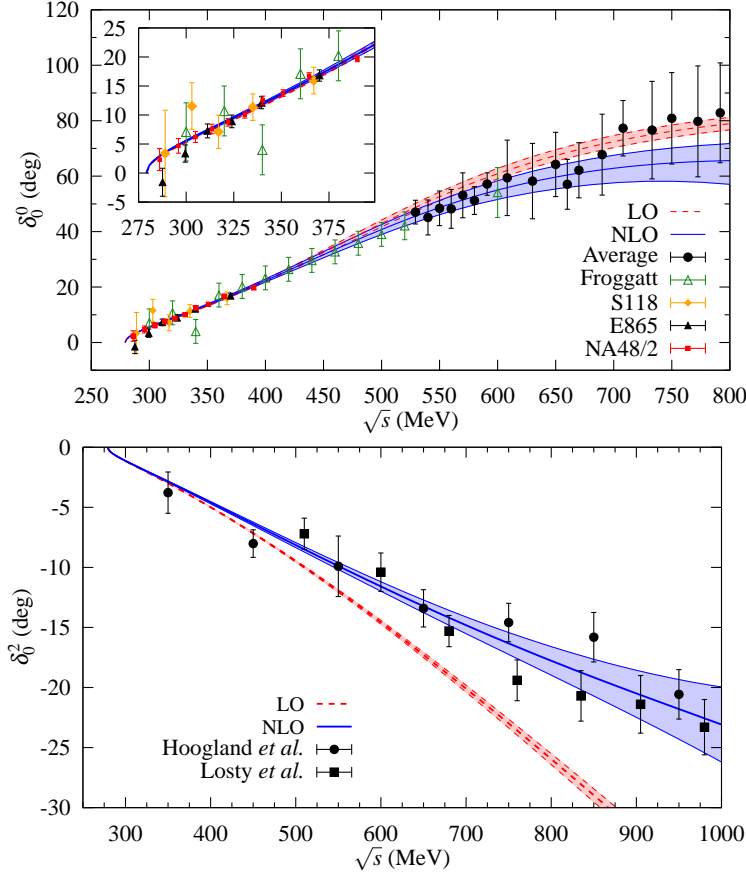 120
100
80
60
40
20
0
δ₀⁰ (deg)
25
20
15
10
5
0
-5
275 300 325 350 375
LO
NLO
Average
Froggatt
S118
E865
NA48/2
250 300 350 400 450 500 550 600 650 700 750 800
√s (MeV)
0
-5
-10
-15
-20
-25
-30
δ₀² (deg)
LO
NLO
Hoogland et al.
Losty et al.
300 400 500 600 700 800 900 1000
√s (MeV)